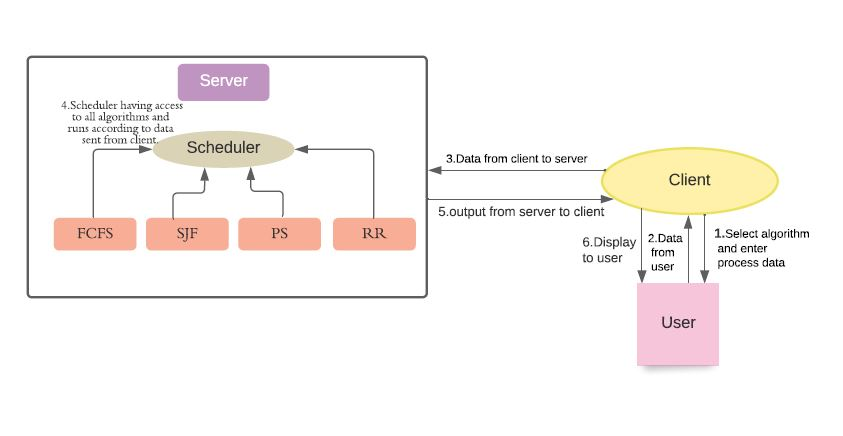 Server
4.Scheduler having access
to all algorithms and
runs according to data
sent from client.
Scheduler
FCFS
SJF
PS
RR
3.Data from client to server
5.output from server to client
Client
6.Display
to user
2.Data
from
user
1.Select algorithm
and enter
process data
User